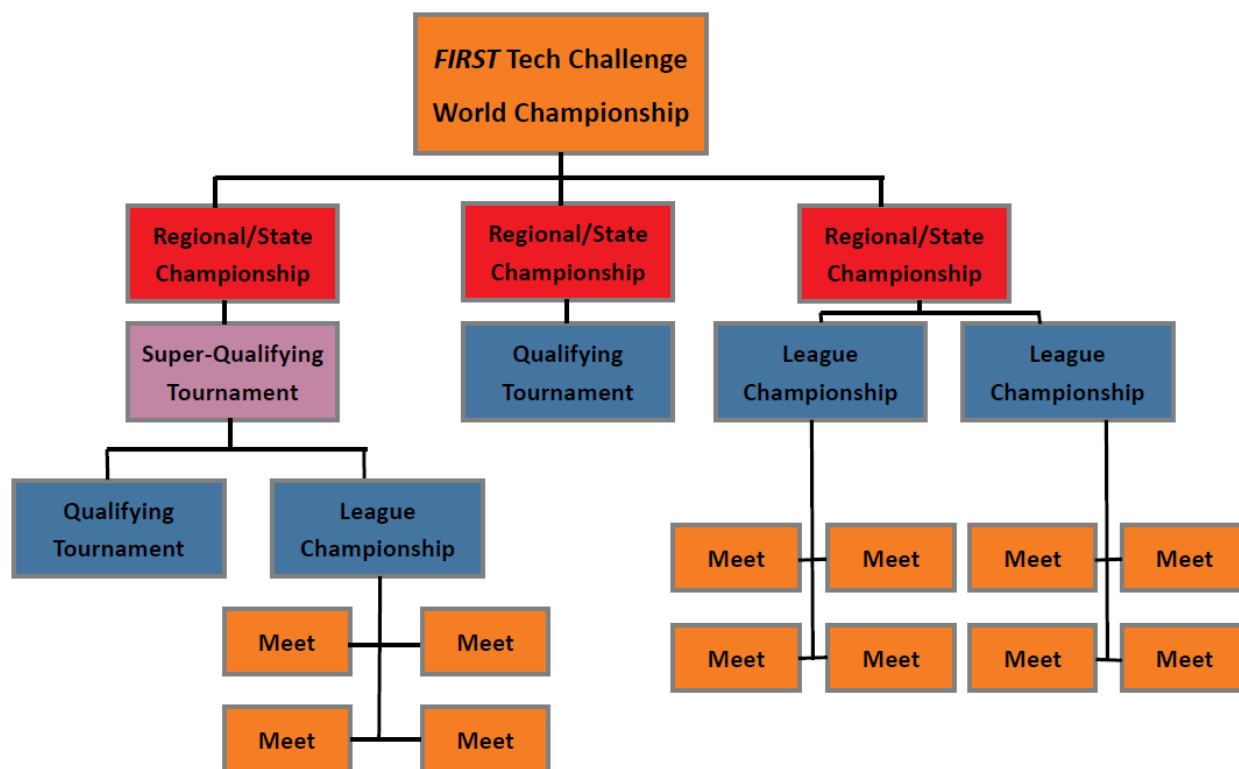 FIRST Tech Challenge
World Championship
Regional/State
Championship
Regional/State
Championship
Regional/State
Championship
Super-Qualifying
Tournament
Qualifying
Tournament
League
Championship
League
Championship
Qualifying
Tournament
League
Championship
Meet
Meet
Meet
Meet
Meet
Meet
Meet
Meet
Meet
Meet
Meet
Meet